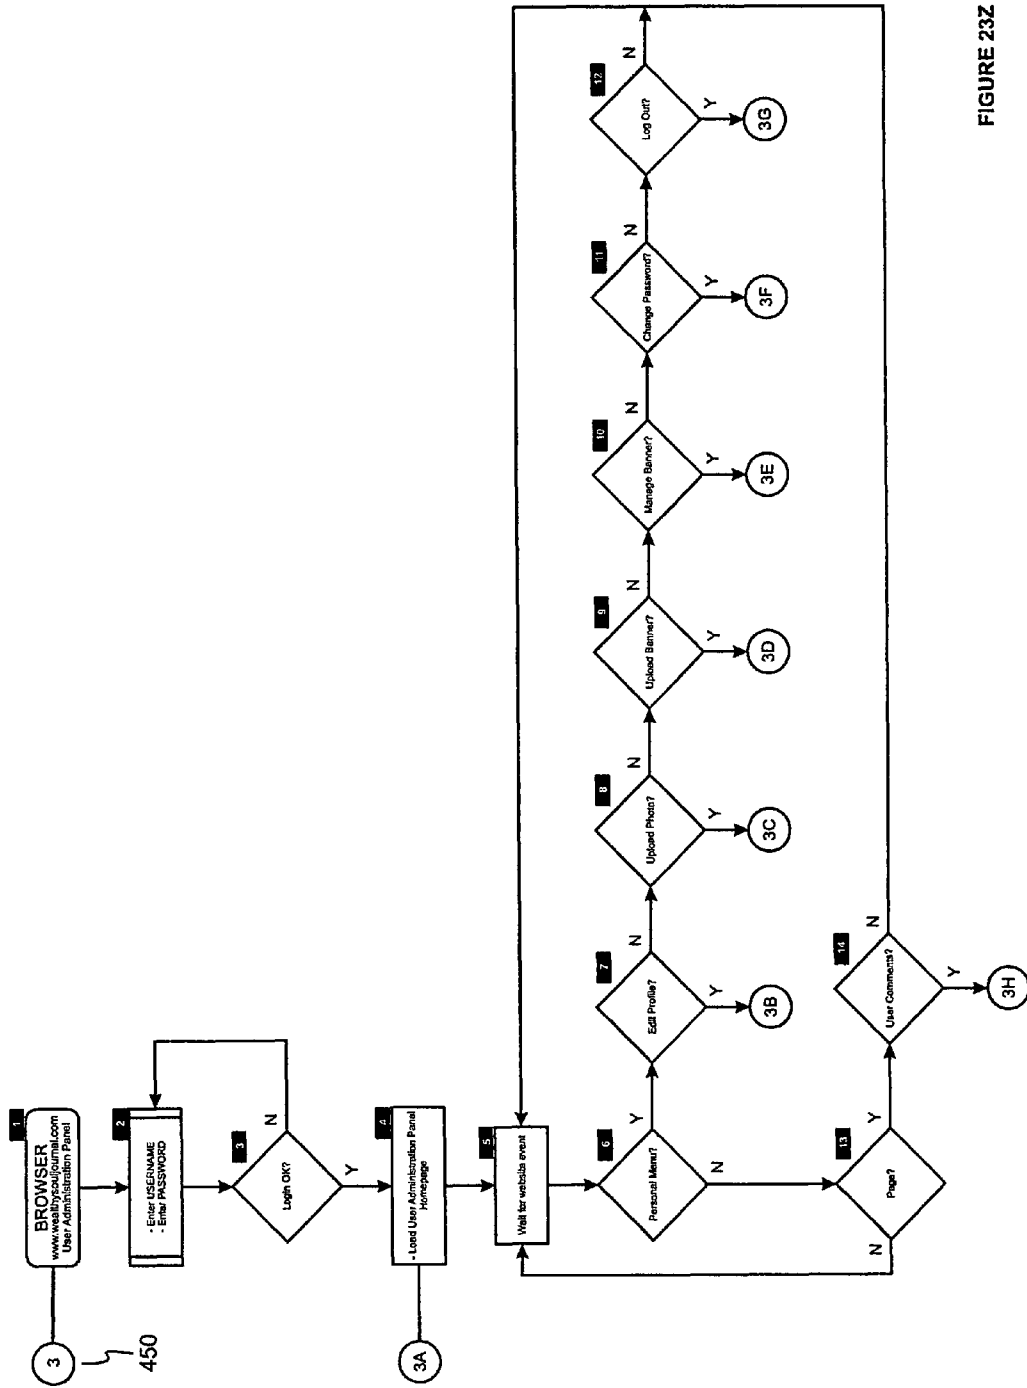 3
450
1
BROWSER
www.wealthysouljournal.com
User Administration Panel
2
- Enter USERNAME
- Enter PASSWORD
3
Login OK?
N
Y
3A
4
- Load User Administration Panel
Homepage
5
Wait for website event
6
Personal Menu?
Y
N
7
Edit Profile?
N
Y
3B
8
Upload Photo?
N
Y
3C
9
Upload Banner?
N
Y
3D
10
Manage Banner?
N
Y
3E
11
Change Password?
N
Y
3F
12
Log Out?
N
Y
3G
13
Page?
N
Y
14
User Comments?
N
Y
3H
FIGURE 23Z